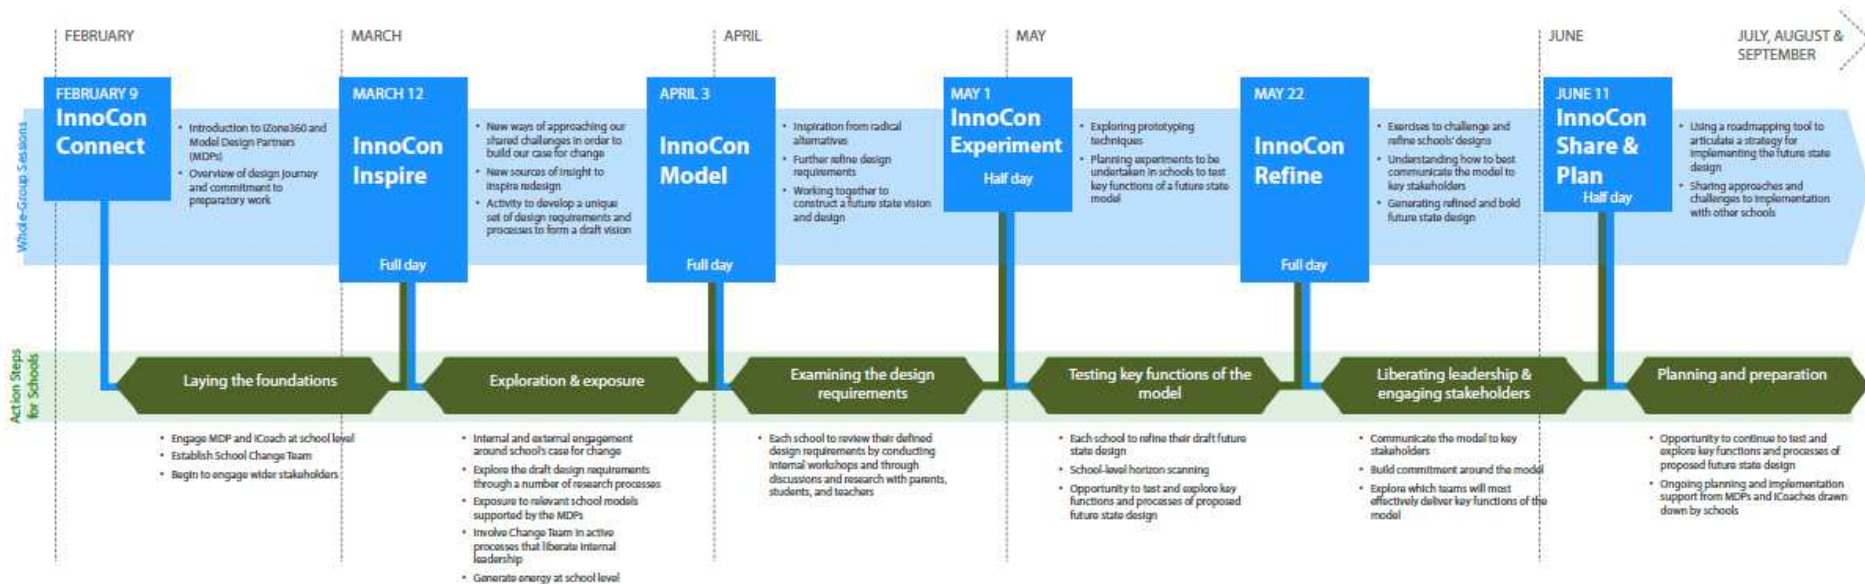 FEBRUARY
MARCH
APRIL
MAY
JUNE
JULY, AUGUST &
SEPTEMBER
Whole-Group Sessions
FEBRUARY 9
InnoCon
Connect
• Introduction to iZone360 and
Model Design Partners
(MDPs)
• Overview of design journey
and commitment to
preparatory work
MARCH 12
InnoCon
Inspire
Full day
• New ways of approaching our
shared challenges in order to
build our case for change
• New sources of insight to
inspire redesign
• Activity to develop a unique
set of design requirements and
processes to form a draft vision
APRIL 3
InnoCon
Model
Full day
• Inspiration from radical
alternatives
• Further refine design
requirements
• Working together to
construct a future state vision
and design
MAY 1
InnoCon
Experiment
Half day
• Exploring prototyping
techniques
• Planning experiments to be
undertaken in schools to test
key functions of a future state
model
MAY 22
InnoCon
Refine
Full day
• Exercises to challenge and
refine schools' designs
• Understanding how to best
communicate the model to
key stakeholders
• Generating refined and bold
future state design
JUNE 11
InnoCon
Share &
Plan
Half day
• Using a roadmapping tool to
articulate a strategy for
implementing the future state
design
• Sharing approaches and
challenges to implementation
with other schools
Action Steps
for Schools
Laying the foundations
• Engage MDP and iCoach at school level
• Establish School Change Team
• Begin to engage wider stakeholders
Exploration & exposure
• Internal and external engagement
around school's case for change
• Explore the draft design requirements
through a number of research processes
• Exposure to relevant school models
supported by the MDPs
• Involve Change Team in active
processes that liberate internal
leadership
• Generate energy at school level
Examining the design
requirements
• Each school to review their defined
design requirements by conducting
internal workshops and through
discussions and research with parents,
students, and teachers
Testing key functions of the
model
• Each school to refine their draft future
state design
• School-level horizon scanning
• Opportunity to test and explore key
functions and processes of proposed
future state design
Liberating leadership &
engaging stakeholders
• Communicate the model to key
stakeholders
• Build commitment around the model
• Explore which teams will most
effectively deliver key functions of the
model
Planning and preparation
• Opportunity to continue to test and
explore key functions and processes of
proposed future state design
• Ongoing planning and implementation
support from MDPs and iCoaches drawn
down by schools